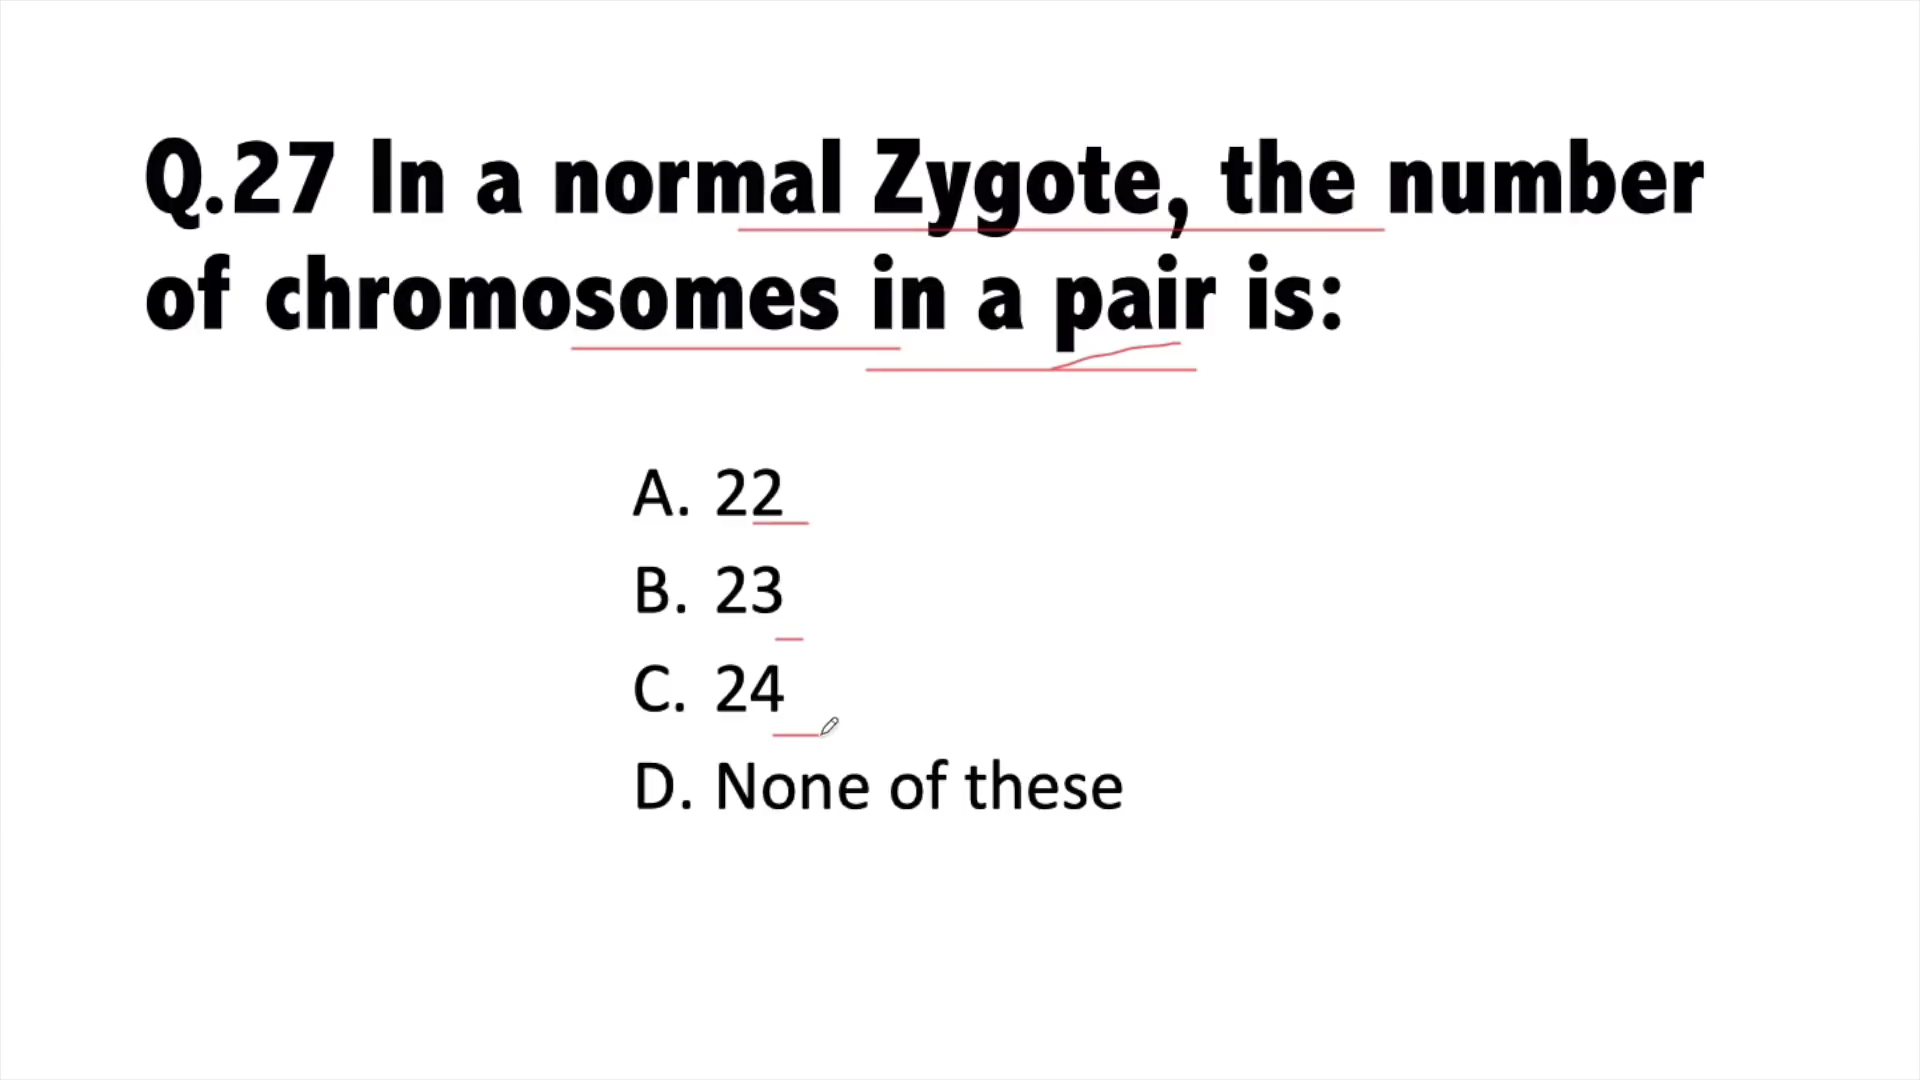 Q.27 In a normal Zygote, the number
of chromosomes in a pair is:
A. 22
B. 23
C. 24
D. None of these